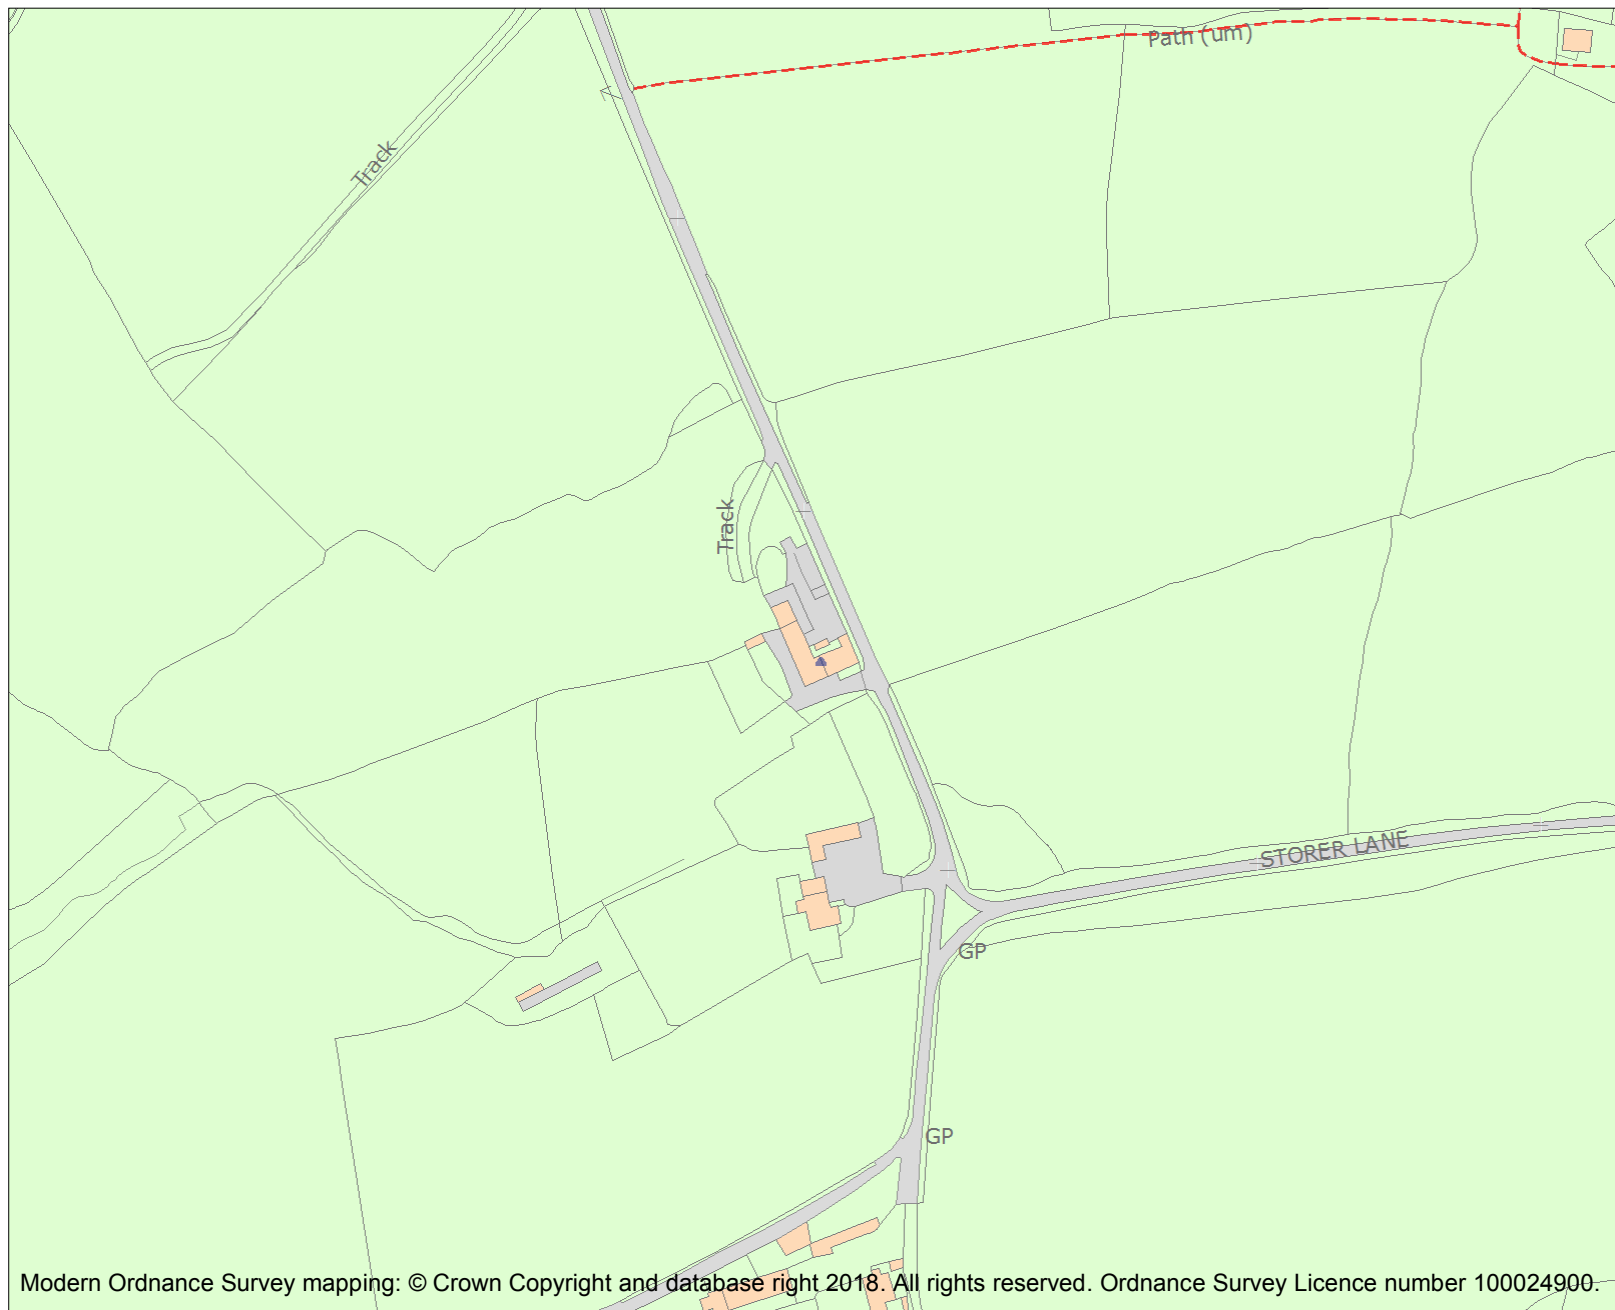 Path (um)
Track
Track
STORER LANE
GP
GP
Modern Ordnance Survey mapping: © Crown Copyright and database right 2018. All rights reserved. Ordnance Survey Licence number 100024900.